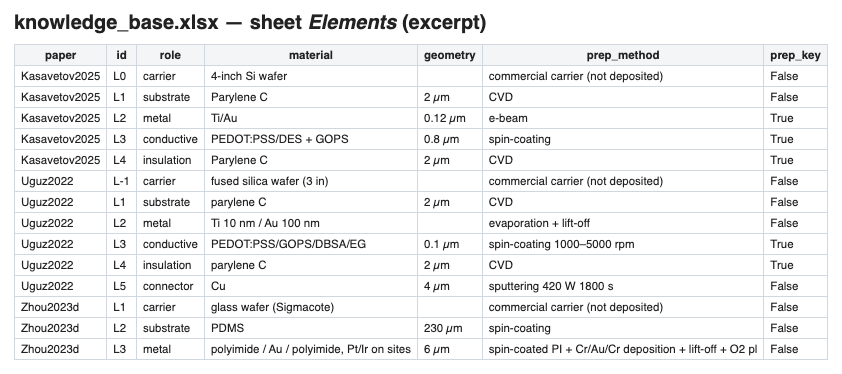 knowledge_base.xlsx — sheet Elements (excerpt)
paper id role material geometry prep_method prep_key
Kasavetov2025 L0 carrier 4-inch Si wafer commercial carrier (not deposited) False
Kasavetov2025 L1 substrate Parylene C 2 µm CVD False
Kasavetov2025 L2 metal Ti/Au 0.12 µm e-beam True
Kasavetov2025 L3 conductive PEDOT:PSS/DES + GOPS 0.8 µm spin-coating True
Kasavetov2025 L4 insulation Parylene C 2 µm CVD True
Uguz2022 L-1 carrier fused silica wafer (3 in) commercial carrier (not deposited) False
Uguz2022 L1 substrate parylene C 2 µm CVD False
Uguz2022 L2 metal Ti 10 nm / Au 100 nm evaporation + lift-off False
Uguz2022 L3 conductive PEDOT:PSS/GOPS/DBSA/EG 0.1 µm spin-coating 1000–5000 rpm True
Uguz2022 L4 insulation parylene C 2 µm CVD True
Uguz2022 L5 connector Cu 4 µm sputtering 420 W 1800 s False
Zhou2023d L1 carrier glass wafer (Sigmacote) commercial carrier (not deposited) False
Zhou2023d L2 substrate PDMS 230 µm spin-coating False
Zhou2023d L3 metal polyimide / Au / polyimide, Pt/Ir on sites 6 µm spin-coated PI + Cr/Au/Cr deposition + lift-off + O2 pl False